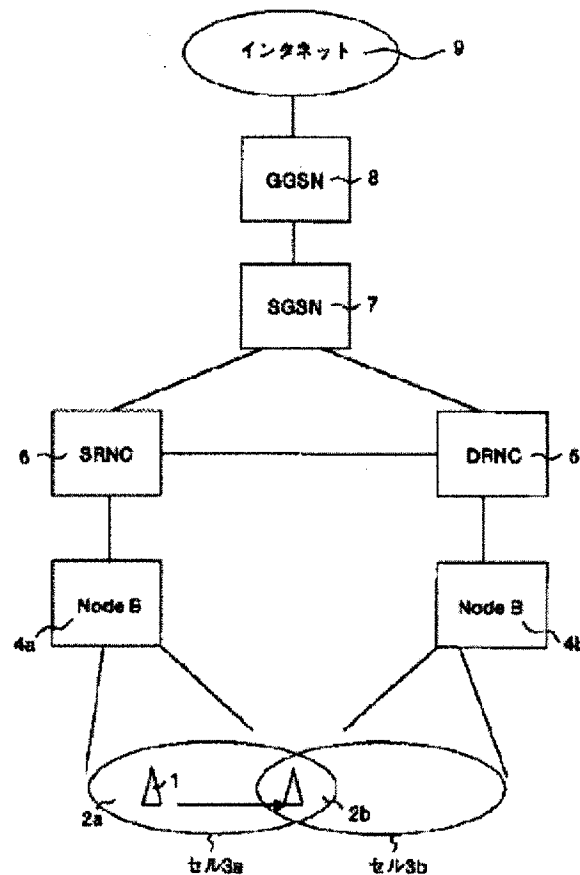 インタネット 9
GGSN 8
SGSN 7
6 SRNC
DRNC 5
Node B
4a
Node B
4b
1
2a
2b
セル3a
セル3b